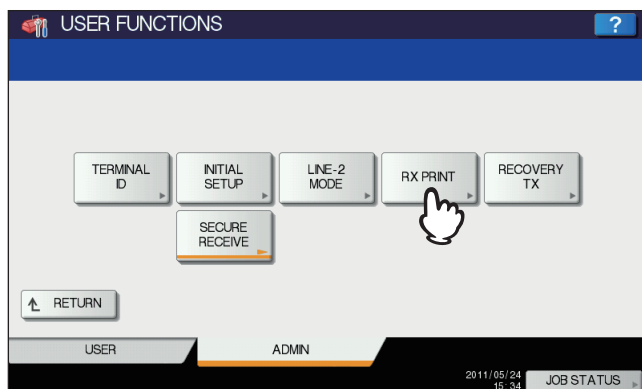 USER FUNCTIONS
?
TERMINAL
ID
INITIAL
SETUP
LINE-2
MODE
RX PRINT
RECOVERY
TX
SECURE
RECEIVE
RETURN
USER
ADMIN
2011/05/24
15:34
JOB STATUS